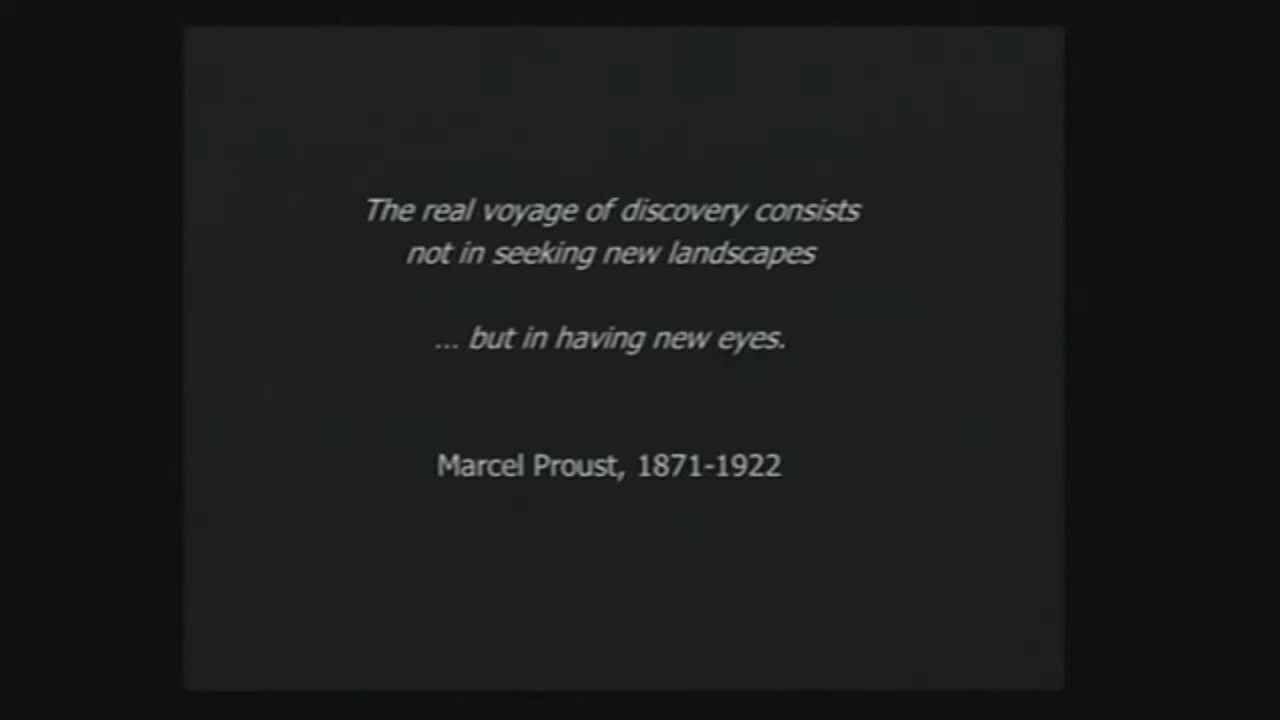 The real voyage of discovery consists
not in seeking new landscapes
... but in having new eyes.
Marcel Proust, 1871-1922